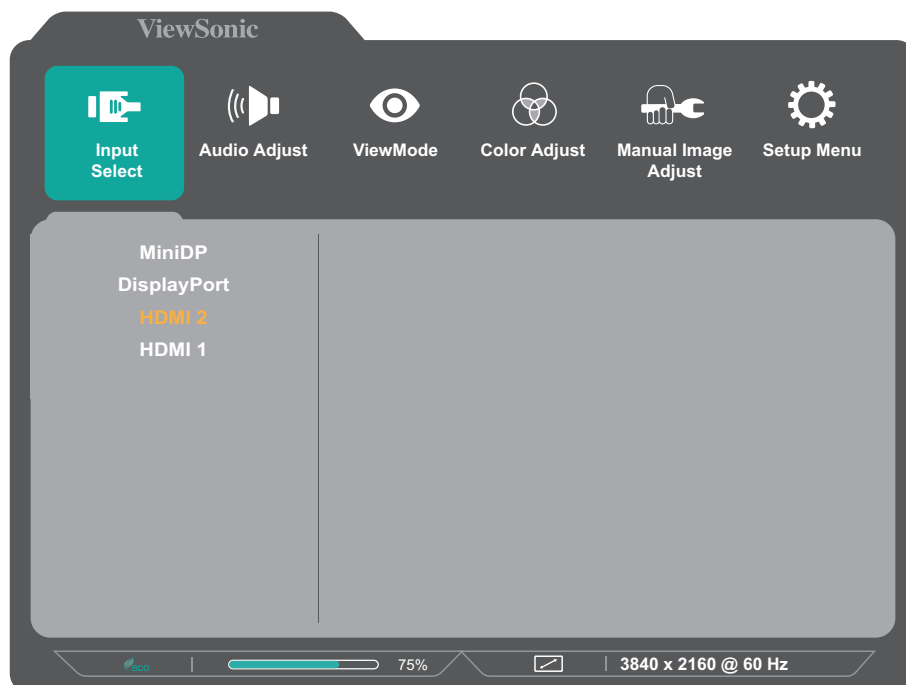 ViewSonic
Input
Select
Audio Adjust
ViewMode
Color Adjust
Manual Image
Adjust
Setup Menu
MiniDP
DisplayPort
HDMI 2
HDMI 1
eco
75%
3840 x 2160 @ 60 Hz